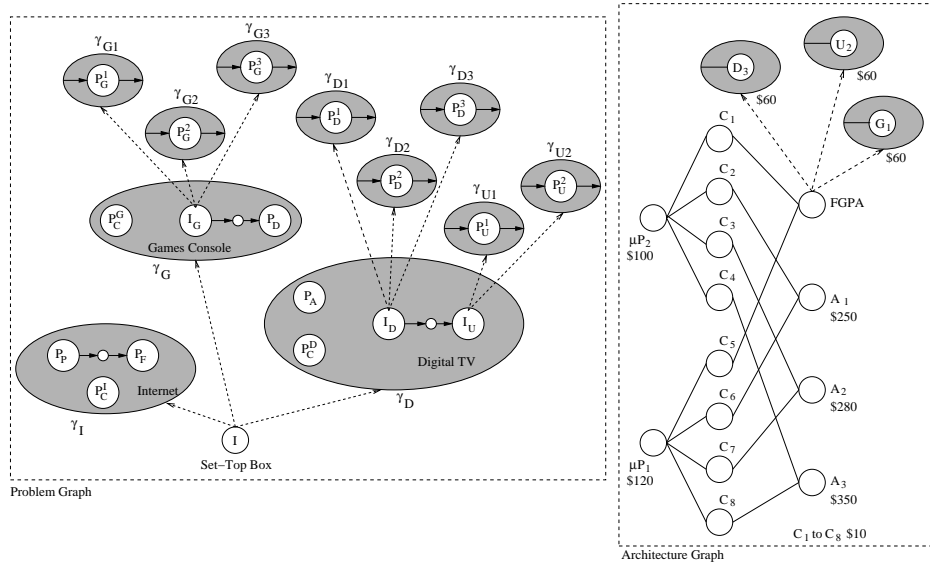 γG1
γG3
P1G
P3G
γG2
P2G
γD1
γD3
P1D
P3D
γD2
P2D
γU2
γU1
P2U
P1U
PGC
IG
PD
Games Console
γG
PA
ID
IU
PDC
Digital TV
γD
PP
PF
PIC
Internet
γI
I
Set-Top Box
Problem Graph
D3
$60
U2
$60
G1
$60
C1
C2
C3
C4
FGPA
μP2
$100
A1
$250
C5
C6
C7
C8
μP1
$120
A2
$280
A3
$350
C1 to C8 $10
Architecture Graph